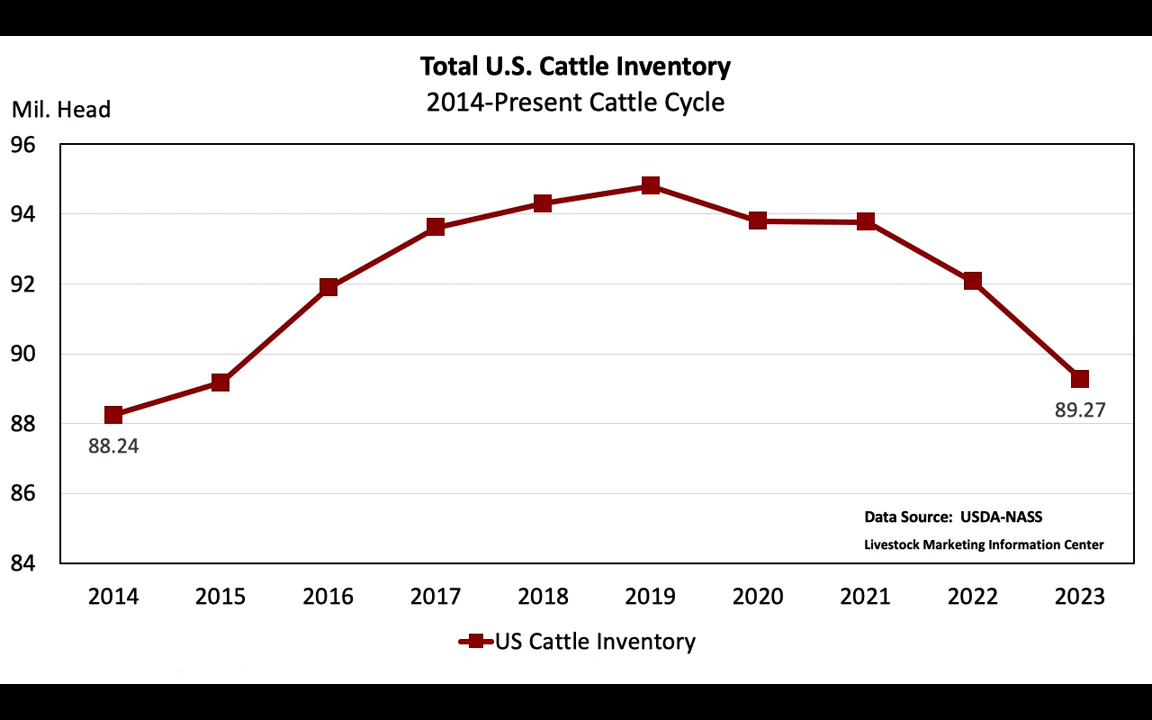 Total U.S. Cattle Inventory
2014-Present Cattle Cycle
Mil. Head
96
94
92
90
88
86
84
88.24
89.27
Data Source:  USDA-NASS
Livestock Marketing Information Center
2014 2015 2016 2017 2018 2019 2020 2021 2022 2023
US Cattle Inventory